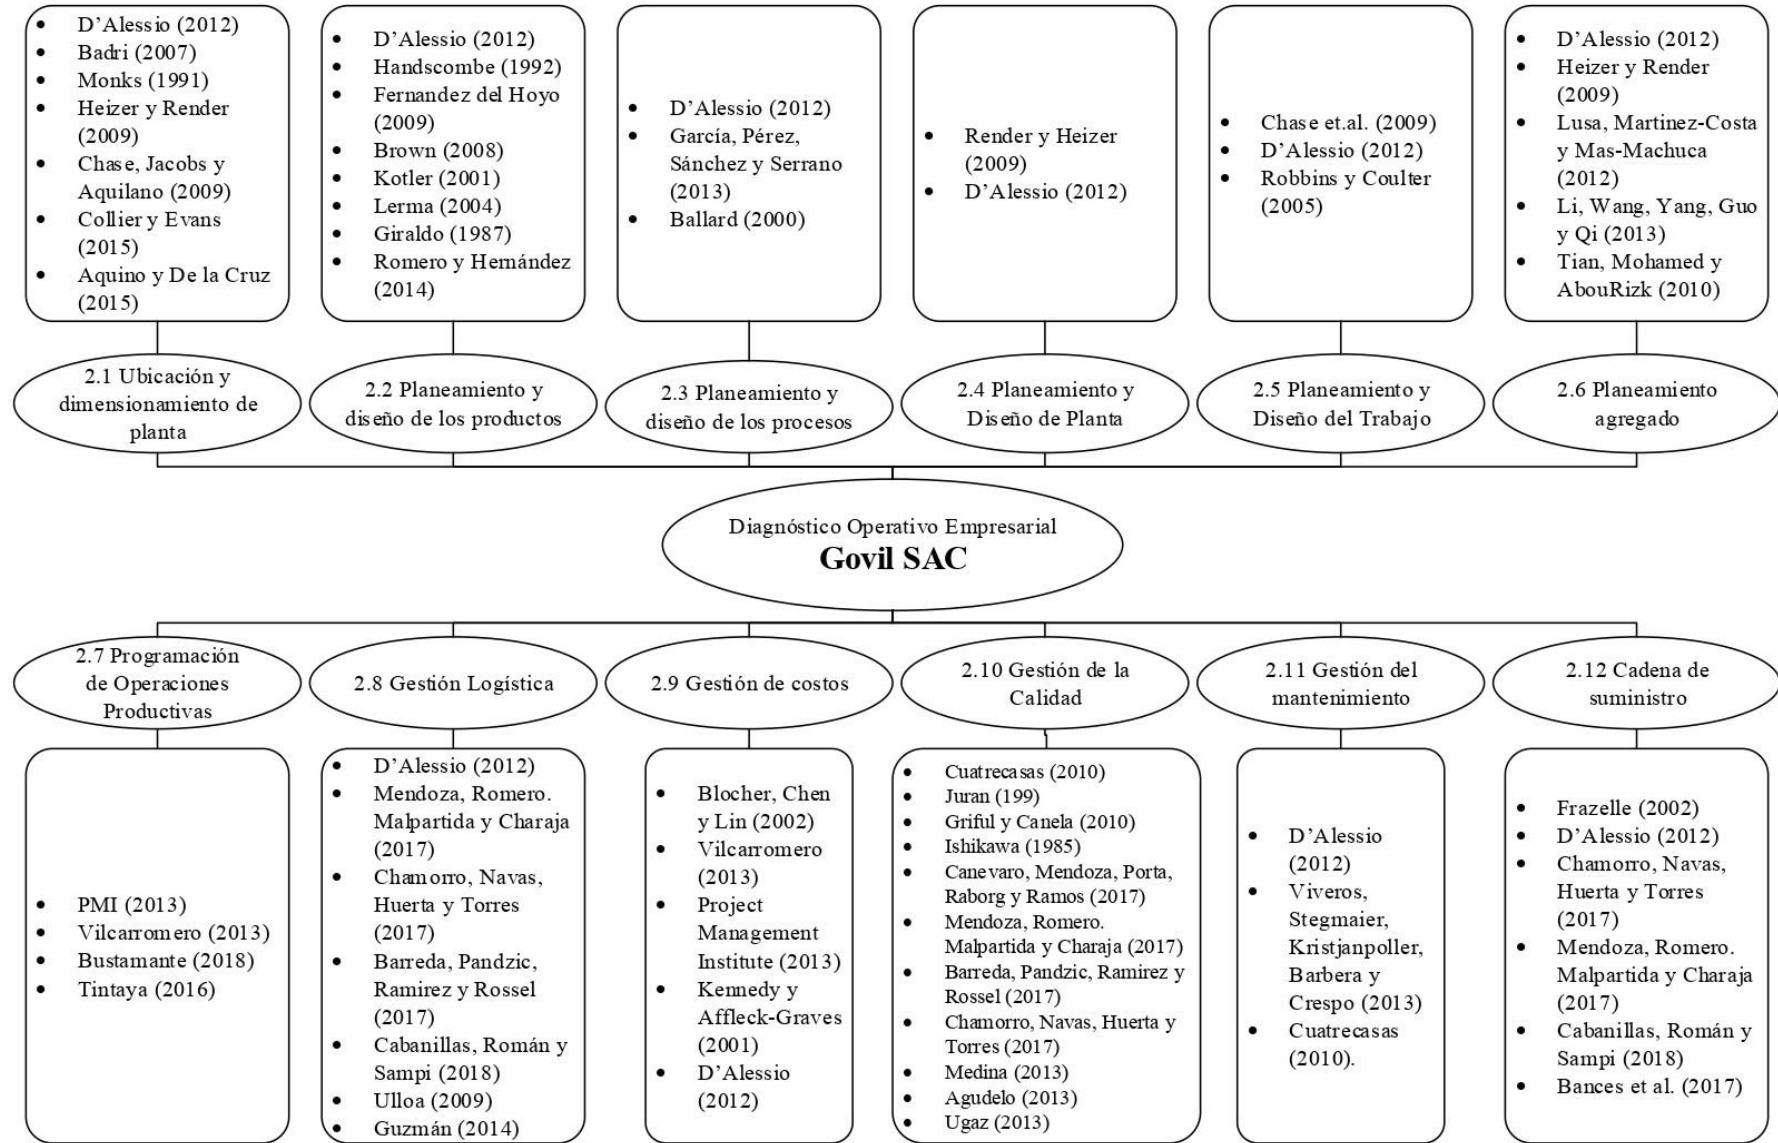 • D’Alessio (2012)
• Badri (2007)
• Monks (1991)
• Heizer y Render
(2009)
• Chase, Jacobs y
Aquilano (2009)
• Collier y Evans
(2015)
• Aquino y De la Cruz
(2015)
• D’Alessio (2012)
• Handscombe (1992)
• Fernandez del Hoyo
(2009)
• Brown (2008)
• Kotler (2001)
• Lerma (2004)
• Giraldo (1987)
• Romero y Hernández
(2014)
• D’Alessio (2012)
• García, Pérez,
Sánchez y Serrano
(2013)
• Ballard (2000)
• Render y Heizer
(2009)
• D’Alessio (2012)
• Chase et.al. (2009)
• D’Alessio (2012)
• Robbins y Coulter
(2005)
• D’Alessio (2012)
• Heizer y Render
(2009)
• Lusa, Martinez-Costa
y Mas-Machuca
(2012)
• Li, Wang, Yang, Guo
y Qi (2013)
• Tian, Mohamed y
AbouRizk (2010)
2.1 Ubicación y
dimensionamiento de
planta
2.2 Planeamiento y
diseño de los productos
2.3 Planeamiento y
diseño de los procesos
2.4 Planeamiento y
Diseño de Planta
2.5 Planeamiento y
Diseño del Trabajo
2.6 Planeamiento
agregado
Diagnóstico Operativo Empresarial
Govil SAC
2.7 Programación
de Operaciones
Productivas
2.8 Gestión Logística
2.9 Gestión de costos
2.10 Gestión de la
Calidad
2.11 Gestión del
mantenimiento
2.12 Cadena de
suministro
• PMI (2013)
• Vilcarromero (2013)
• Bustamante (2018)
• Tintaya (2016)
• D’Alessio (2012)
• Mendoza, Romero.
Malpartida y Charaja
(2017)
• Chamorro, Navas,
Huerta y Torres
(2017)
• Barreda, Pandzic,
Ramirez y Rossel
(2017)
• Cabanillas, Román y
Sampi (2018)
• Ulloa (2009)
• Guzmán (2014)
• Blocher, Chen
y Lin (2002)
• Vilcarromero
(2013)
• Project
Management
Institute (2013)
• Kennedy y
Affleck-Graves
(2001)
• D’Alessio
(2012)
• Cuatrecasas (2010)
• Juran (199)
• Griful y Canela (2010)
• Ishikawa (1985)
• Canevaro, Mendoza, Porta,
Raborg y Ramos (2017)
• Mendoza, Romero.
Malpartida y Charaja (2017)
• Barreda, Pandzic, Ramirez y
Rossel (2017)
• Chamorro, Navas, Huerta y
Torres (2017)
• Medina (2013)
• Agudelo (2013)
• Ugaz (2013)
• D’Alessio
(2012)
• Viveros,
Stegmaier,
Kristjanpoller,
Barbera y
Crespo (2013)
• Cuatrecasas
(2010).
• Frazelle (2002)
• D’Alessio (2012)
• Chamorro, Navas,
Huerta y Torres
(2017)
• Mendoza, Romero.
Malpartida y Charaja
(2017)
• Cabanillas, Román y
Sampi (2018)
• Bances et al. (2017)